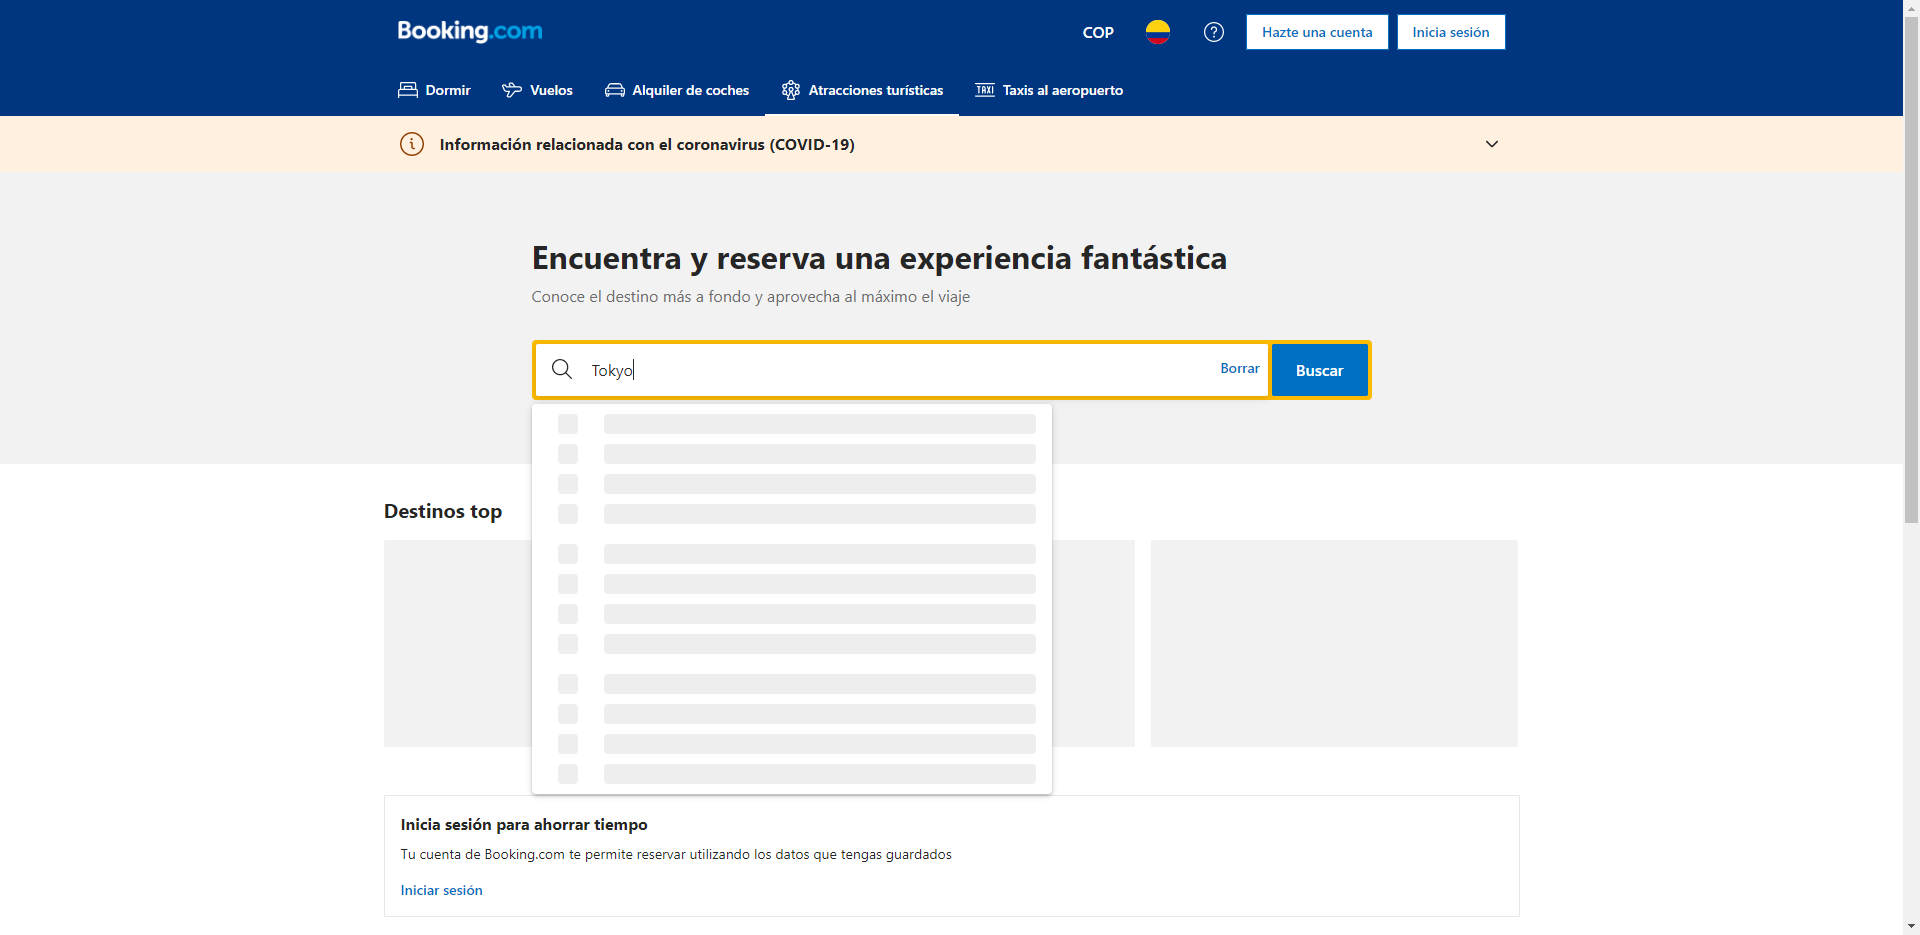 Booking.com
COP
Hazte una cuenta
Inicia sesión
Dormir
Vuelos
Alquiler de coches
Atracciones turísticas
TAXI
Taxis al aeropuerto
Información relacionada con el coronavirus (COVID-19)
Encuentra y reserva una experiencia fantástica
Conoce el destino más a fondo y aprovecha al máximo el viaje
Tokyo
Borrar
Buscar
Destinos top
Inicia sesión para ahorrar tiempo
Tu cuenta de Booking.com te permite reservar utilizando los datos que tengas guardados
Iniciar sesión